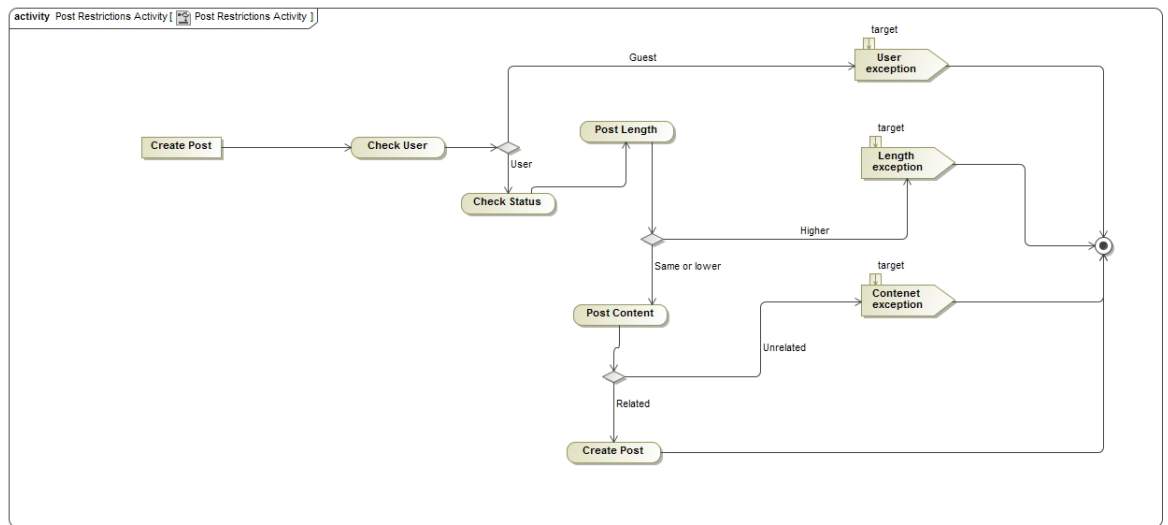 activity Post Restrictions Activity [ Post Restrictions Activity ]
target
User
exception
Guest
Create Post
Check User
User
Post Length
target
Length
exception
Check Status
Higher
Same or lower
target
Contenet
exception
Post Content
Unrelated
Related
Create Post